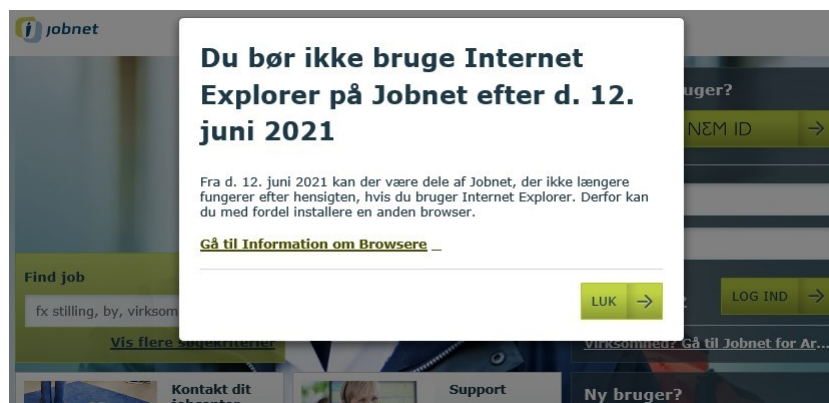 jobnet
Du bør ikke bruge Internet
Explorer på Jobnet efter d. 12.
juni 2021
Fra d. 12. juni 2021 kan der være dele af Jobnet, der ikke længere
fungerer efter hensigten, hvis du bruger Internet Explorer. Derfor kan
du med fordel installere en anden browser.
Gå til Information om Browsere
LUK
uger?
NEM ID
Find job
fx stilling, by, virksom
Vis flere søgekriterier
LOG IND
Virksomhed? Gå til Jobnet for Ar...
Kontakt dit
jobcenter
Support
Ny bruger?